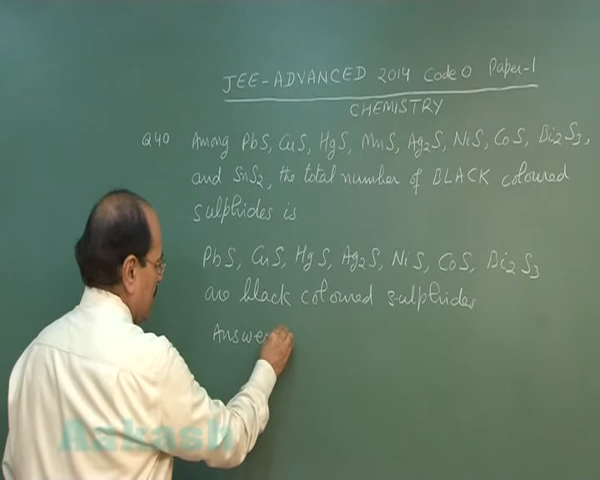 JEE-ADVANCED 2014 Code 0 Paper-1
CHEMISTRY
Q40 Among PbS, CuS, HgS, MnS, Ag2S, NiS, CoS, Bi2S3,
and SnS2, the total number of BLACK coloured
sulphides is
PbS, CuS, HgS, Ag2S, NiS, CoS, Bi2S3
are black coloured sulphides
Answer
Aakash